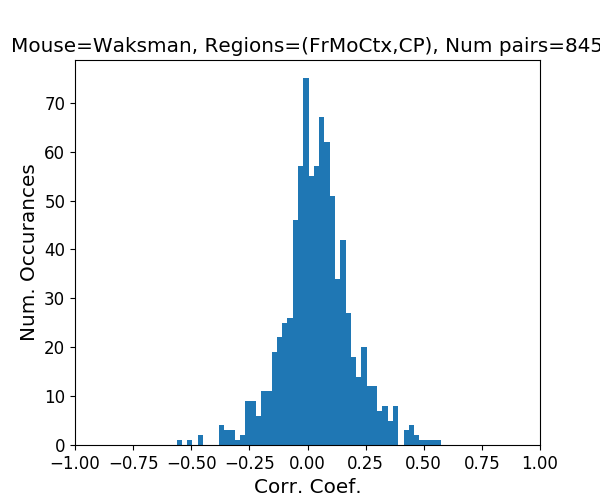 Mouse=Waksman, Regions=(FrMoCtx,CP), Num pairs=845
70
60
50
40
30
20
10
0
Num. Occurances
−1.00 −0.75 −0.50 −0.25 0.00 0.25 0.50 0.75 1.00
Corr. Coef.